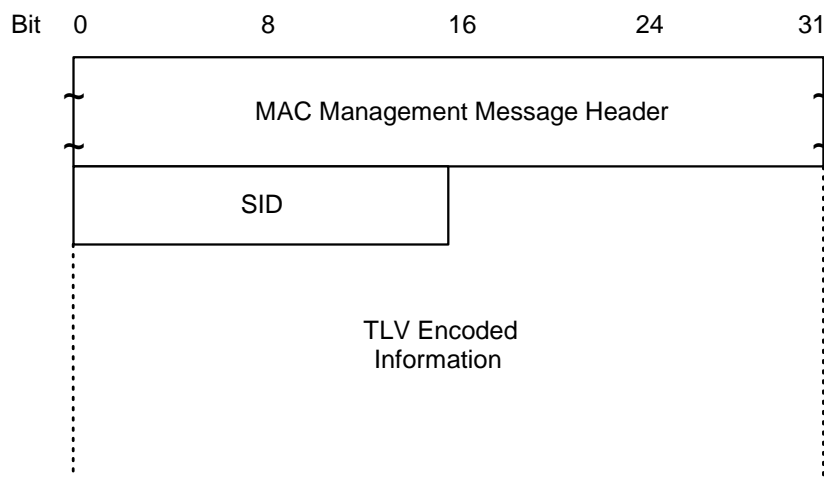 Bit 0 8 16 24 31
MAC Management Message Header
SID
TLV Encoded
Information